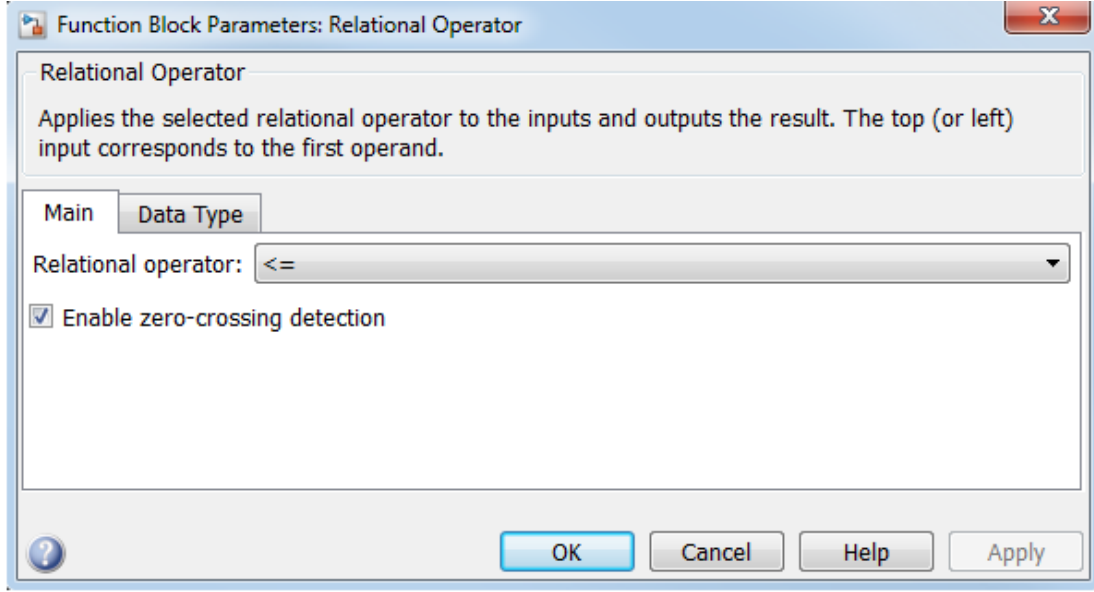 Function Block Parameters: Relational Operator
Relational Operator
Applies the selected relational operator to the inputs and outputs the result. The top (or left)
input corresponds to the first operand.
Main Data Type
Relational operator: <=
Enable zero-crossing detection
OK Cancel Help Apply